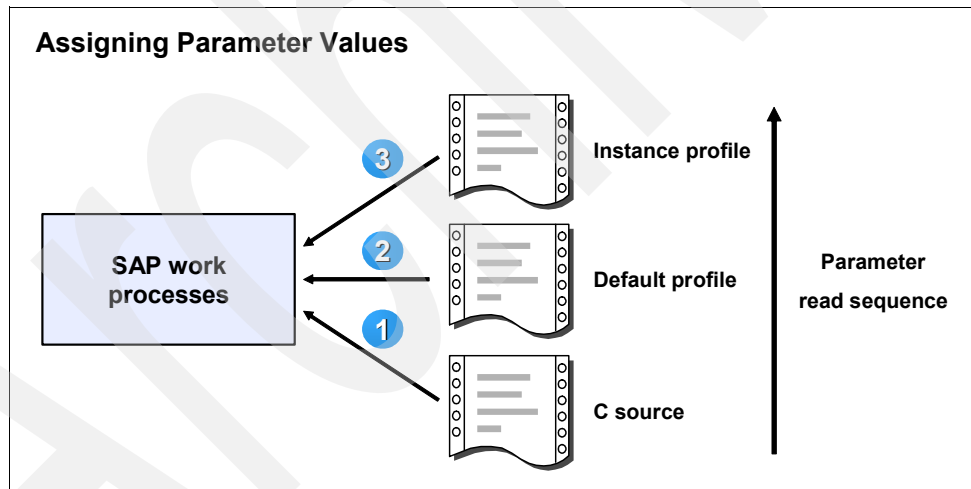 Assigning Parameter Values
3
Instance profile
SAP work
processes
2
Default profile
Parameter
read sequence
1
C source